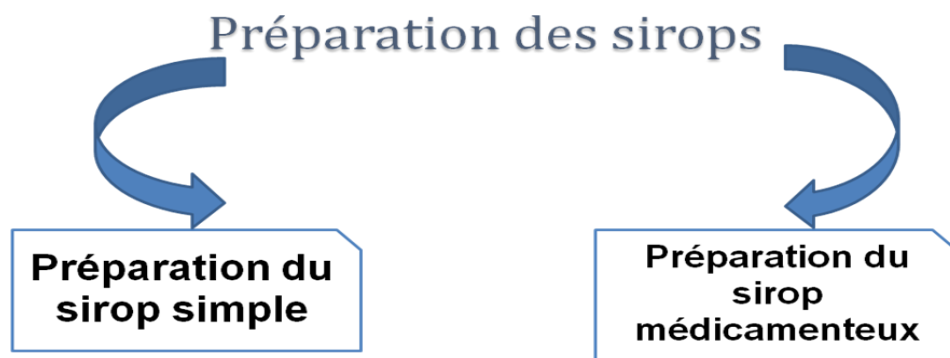 Préparation des sirops
Préparation du
sirop simple
Préparation du
sirop
médicamenteux